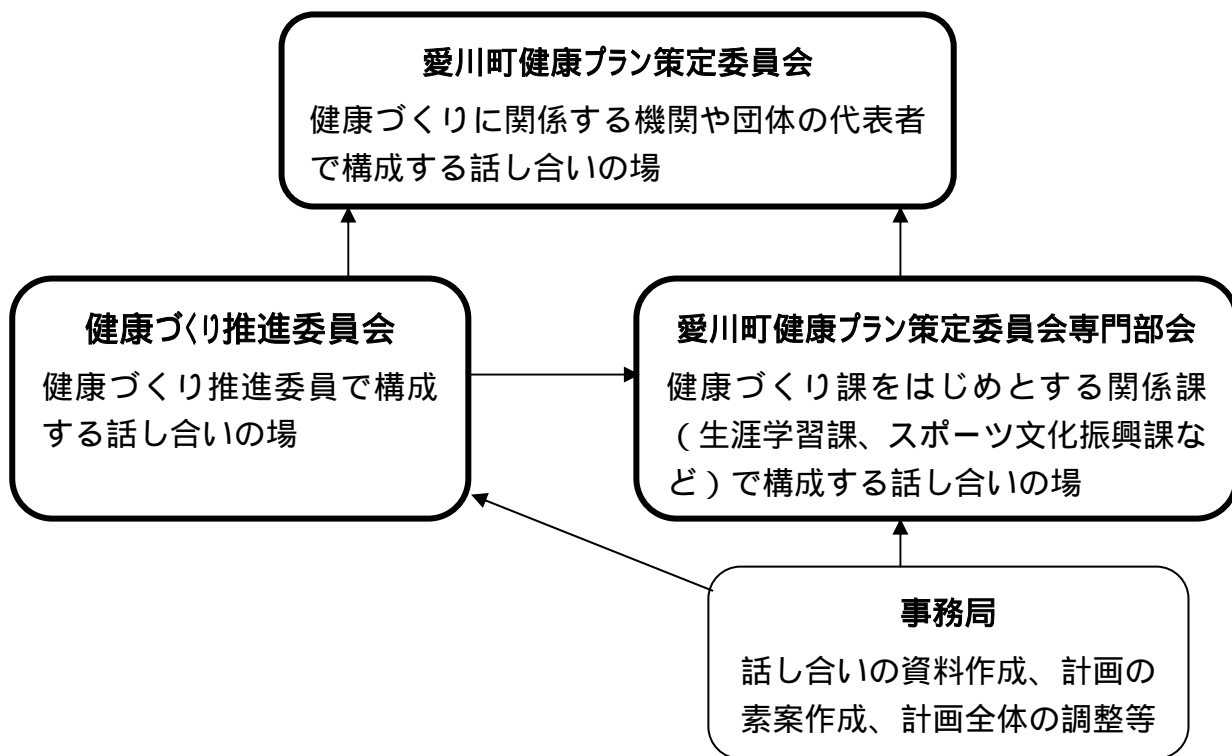 愛川町健康プラン策定委員会
健康づくりに関係する機関や団体の代表者
で構成する話し合いの場
健康づくり推進委員会
健康づくり推進委員で構成
する話し合いの場
愛川町健康プラン策定委員会専門部会
健康づくり課をはじめとする関係課
（生涯学習課、スポーツ文化振興課な
ど）で構成する話し合いの場
事務局
話し合いの資料作成、計画の
素案作成、計画全体の調整等